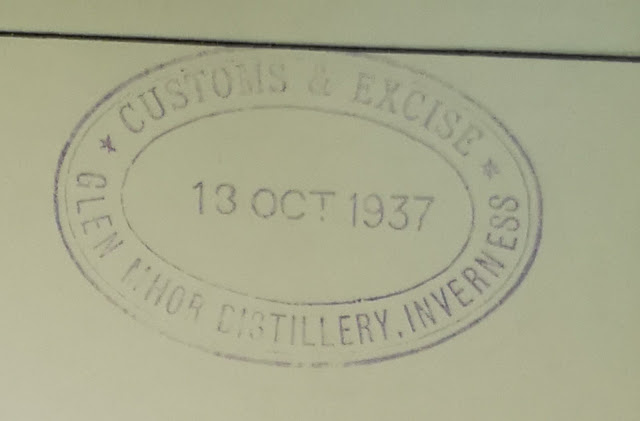 CUSTOMS & EXCISE
13 OCT 1937
GLEN MHOR DISTILLERY, INVERNESS